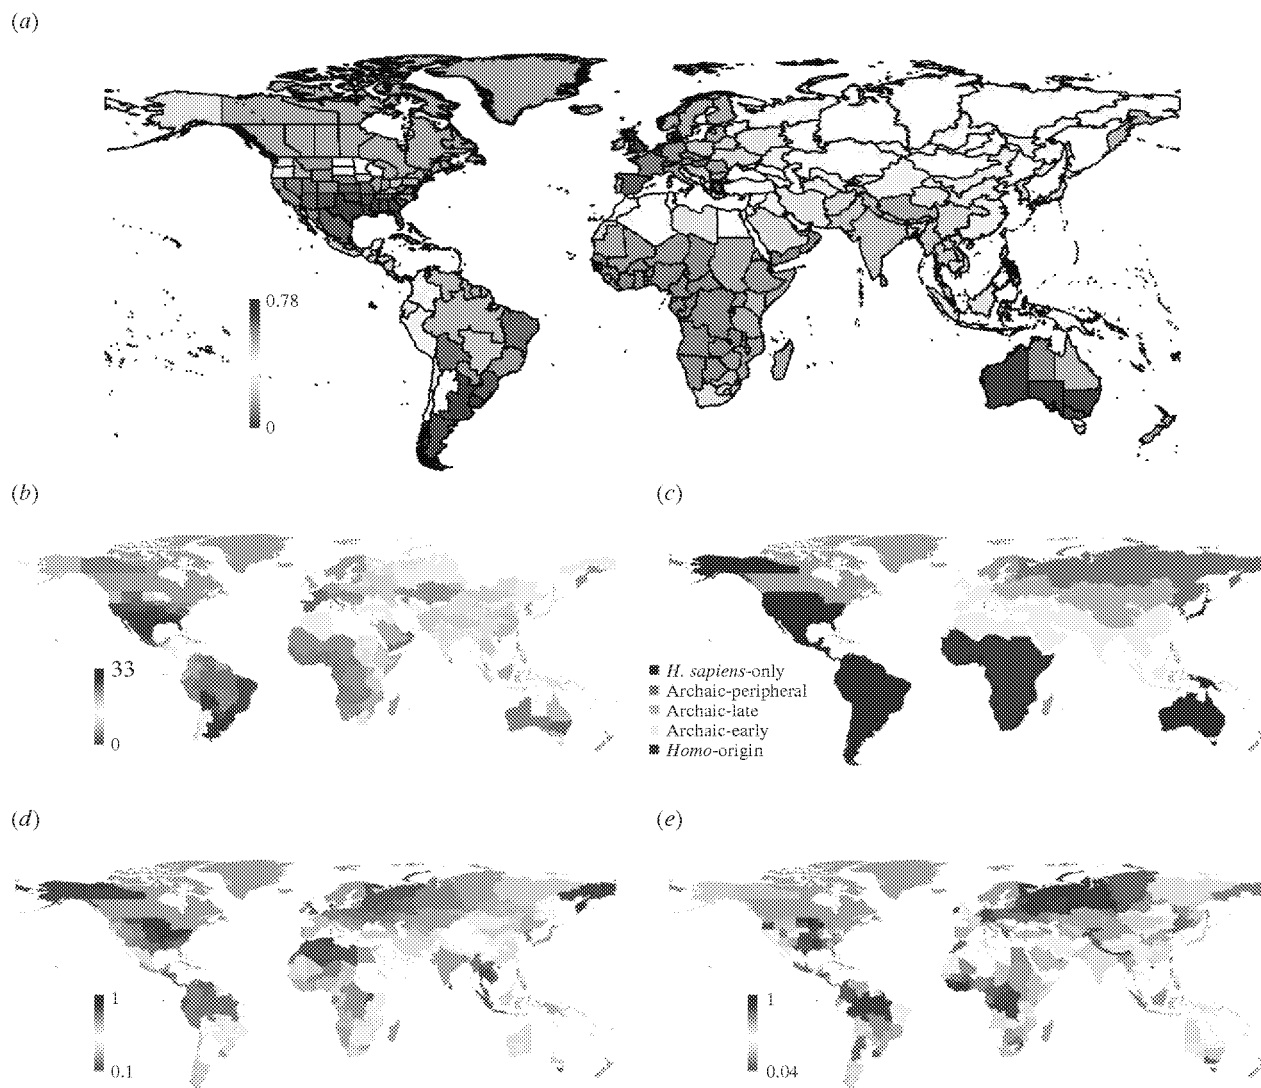 (a)
0.78
0
(b)
(c)
33
0
H. sapiens-only
Archaic-peripheral
Archaic-late
Archaic-early
Homo-origin
(d)
(e)
1
0.1
1
0.04